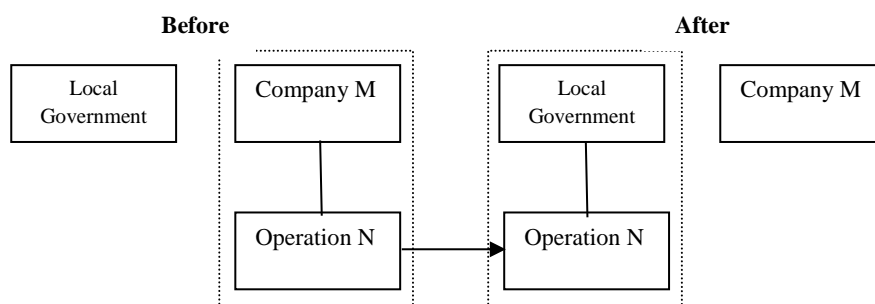 Before
After
Local
Government
Company M
Local
Government
Company M
Operation N
Operation N